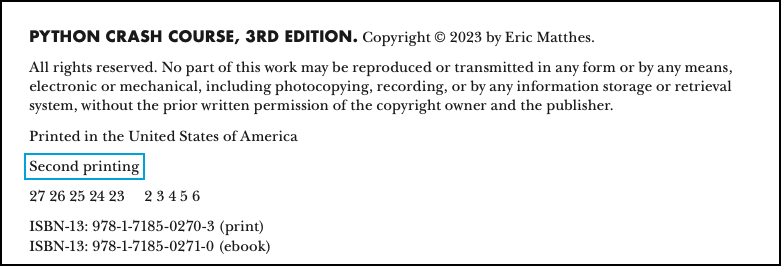 PYTHON CRASH COURSE, 3RD EDITION. Copyright © 2023 by Eric Matthes.
All rights reserved. No part of this work may be reproduced or transmitted in any form or by any means,
electronic or mechanical, including photocopying, recording, or by any information storage or retrieval
system, without the prior written permission of the copyright owner and the publisher.
Printed in the United States of America
Second printing
27 26 25 24 23 2 3 4 5 6
ISBN-13: 978-1-7185-0270-3 (print)
ISBN-13: 978-1-7185-0271-0 (ebook)